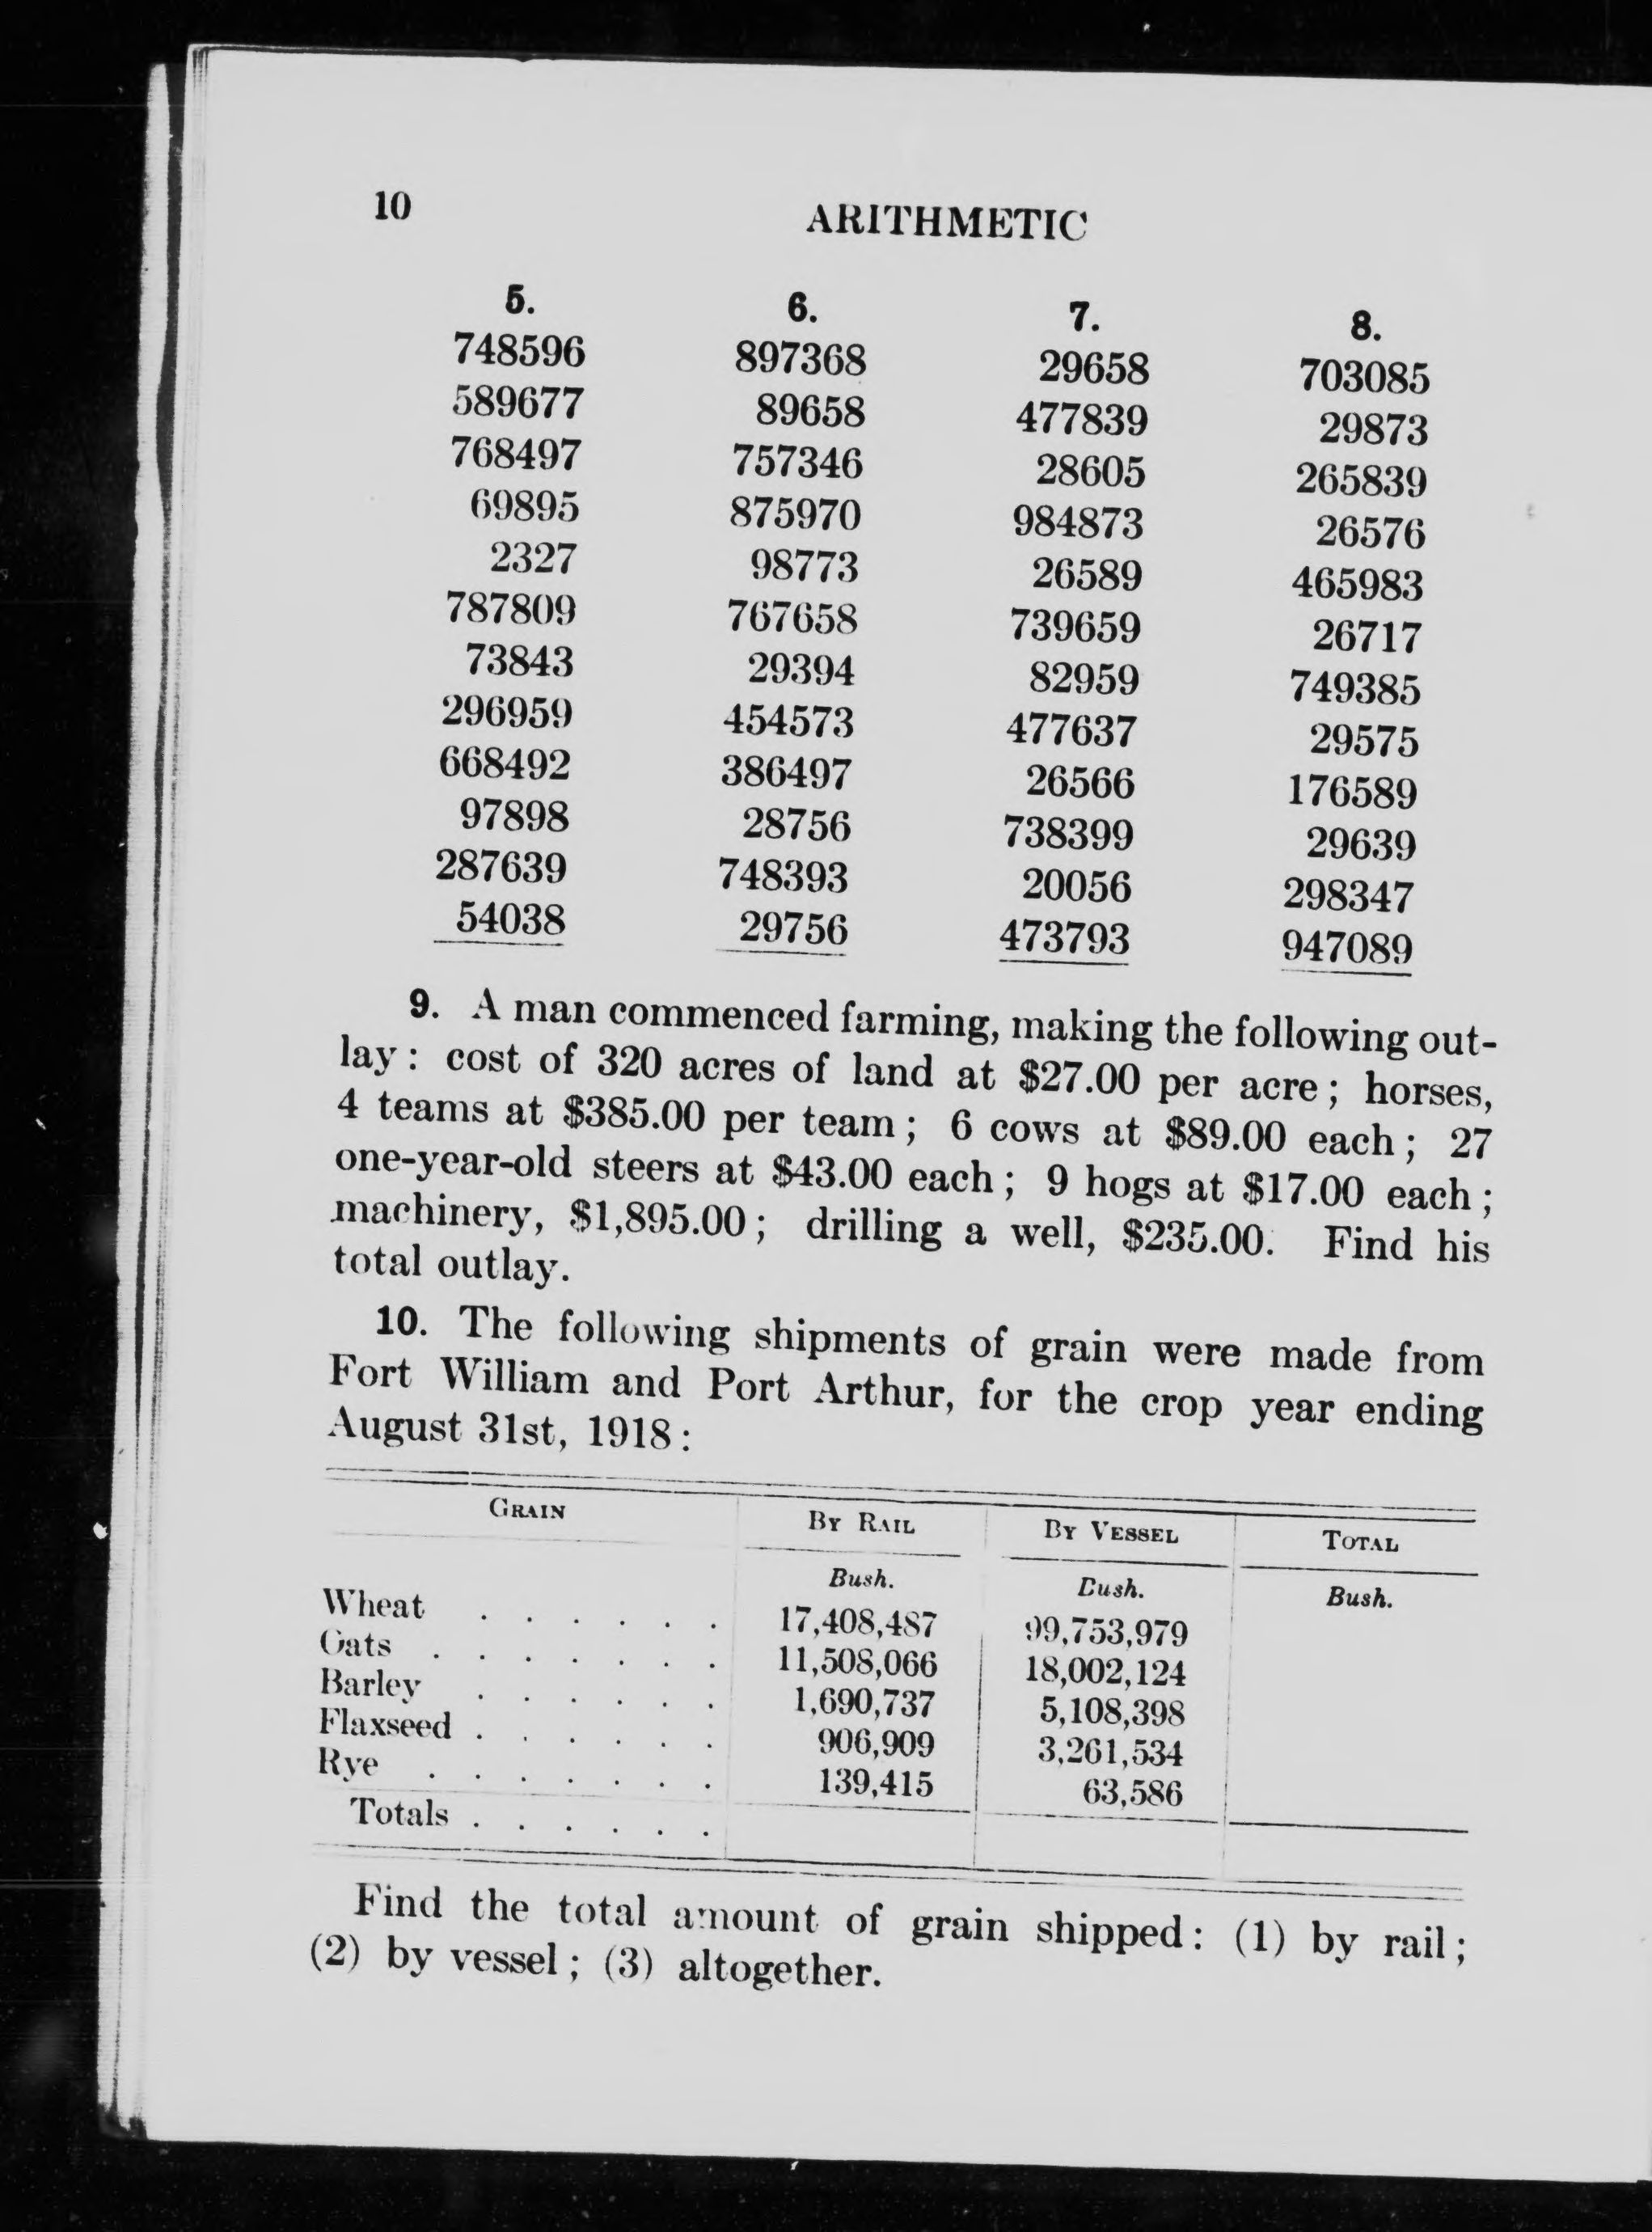 10 ARITHMETIC
5. 6. 7. 8.
748596 897368 29658 703085
589677 89658 477839 29873
768497 757346 28605 265839
69895 875970 984873 26576
2327 98773 26589 465983
787809 767658 739659 26717
73843 29394 82959 749385
296959 454573 477637 29575
668492 386497 26566 176589
97898 28756 738399 29639
287639 748393 20056 298347
54038 29756 473793 947089
9. A man commenced farming, making the following out-
lay: cost of 320 acres of land at $27.00 per acre; horses,
4 teams at $385.00 per team; 6 cows at $89.00 each; 27
one-year-old steers at $43.00 each; 9 hogs at $17.00 each;
machinery, $1,895.00; drilling a well, $235.00. Find his
total outlay.
10. The following shipments of grain were made from
Fort William and Port Arthur, for the crop year ending
August 31st, 1918:
GRAIN BY RAIL BY VESSEL TOTAL
Bush. Bush. Bush.
Wheat . . . . . . 17,408,487 99,753,979
Oats . . . . . . . 11,508,066 18,002,124
Barley . . . . . . 1,690,737 5,108,398
Flaxseed . . . . . . 906,909 3,261,534
Rye . . . . . . . 139,415 63,586
Totals . . . . . .
Find the total amount of grain shipped: (1) by rail;
(2) by vessel; (3) altogether.